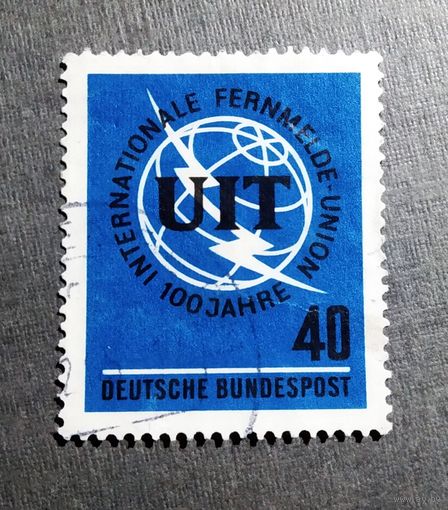 INTERNATIONALE FERNMELDE-UNION
UIT
100 JAHRE
40
DEUTSCHE BUNDESPOST